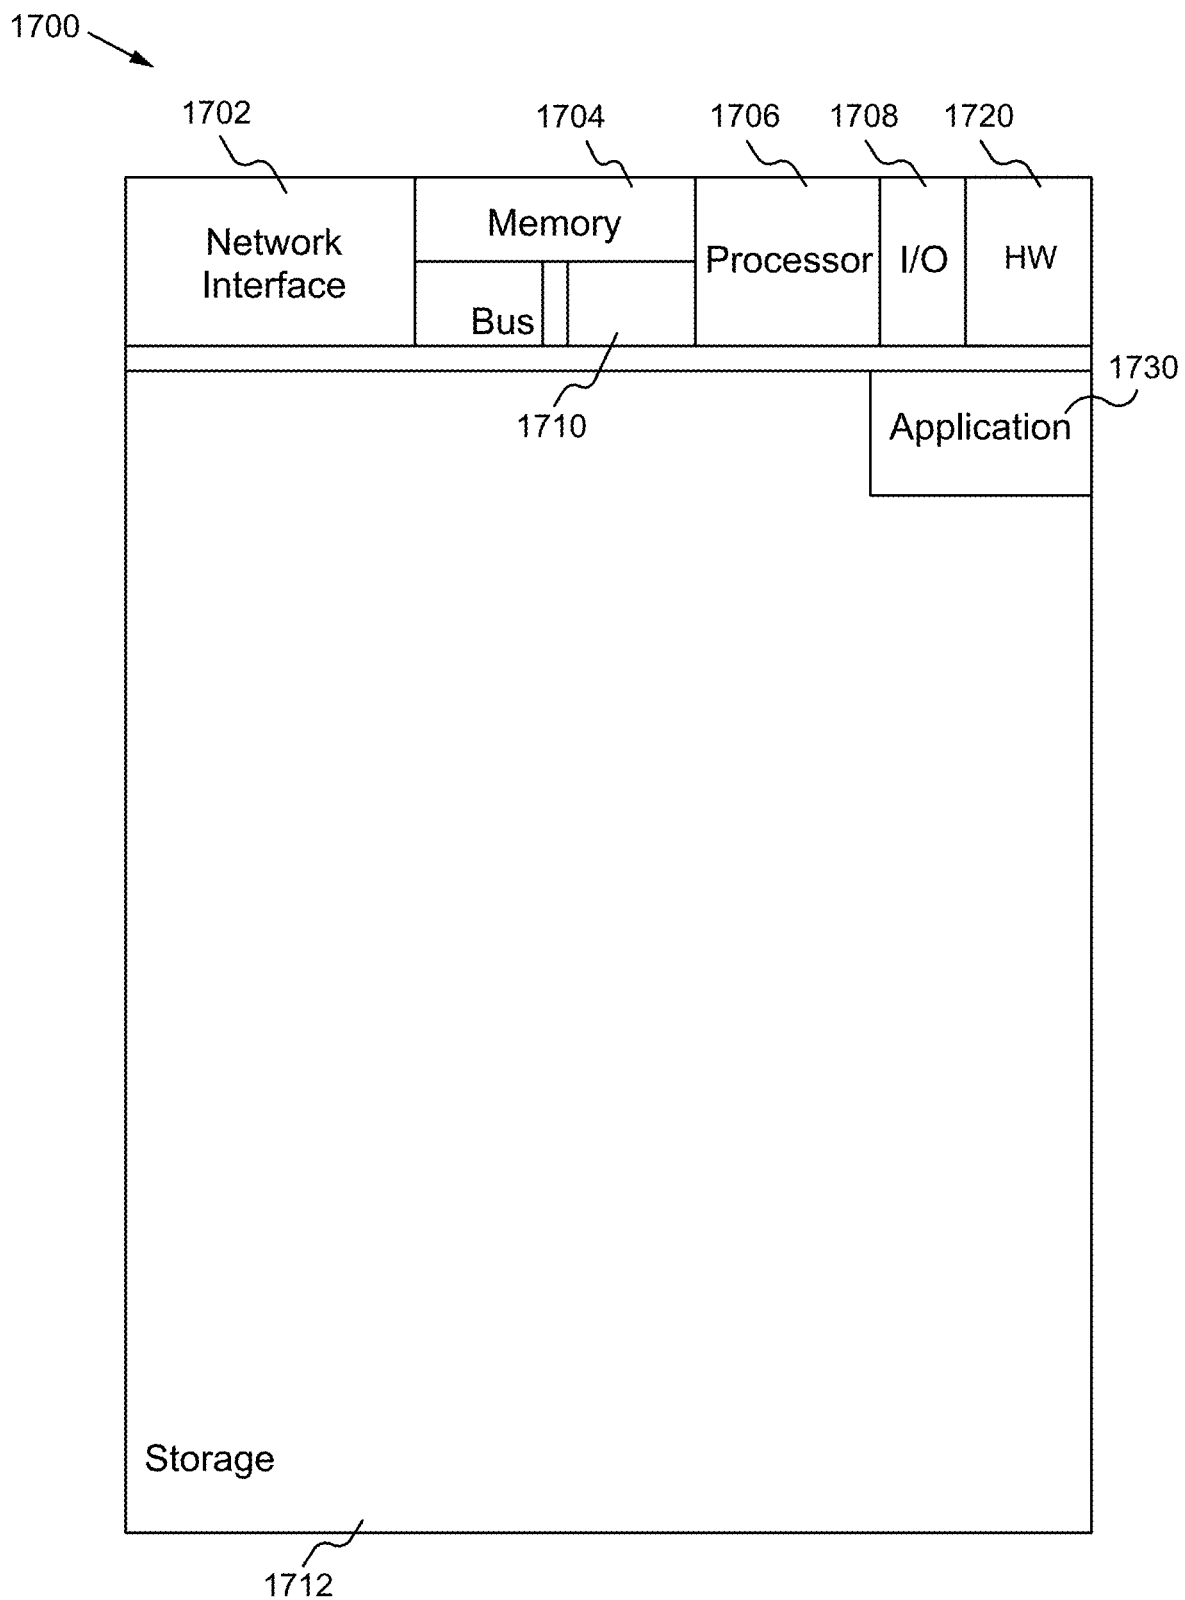 1700
1702
1704
1706
1708
1720
Network
Interface
Memory
Processor
I/O
HW
Bus
1710
1730
Application
Storage
1712